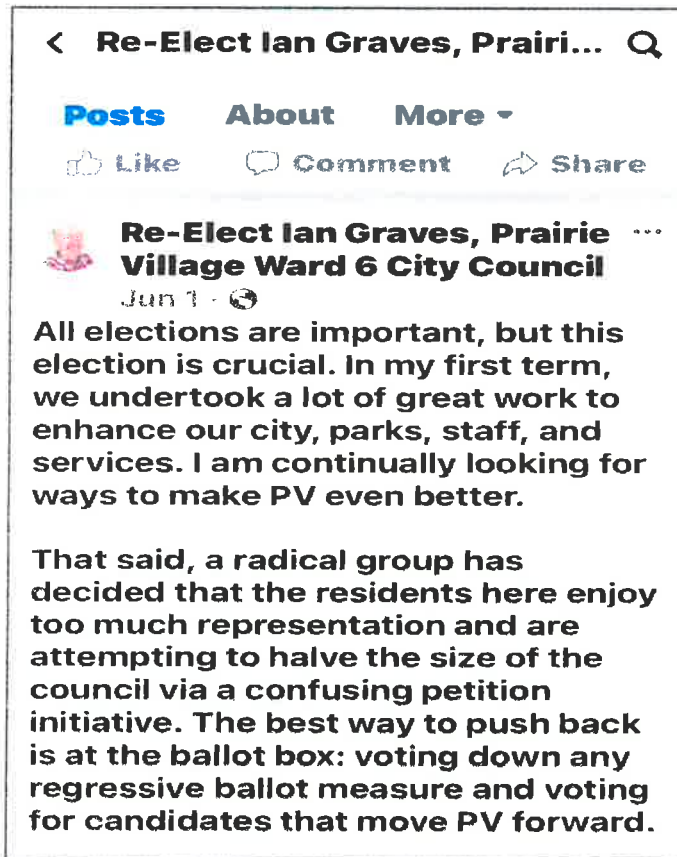 Re-Elect Ian Graves, Prairi...
Posts About More
Like Comment Share
Re-Elect Ian Graves, Prairie ...
Village Ward 6 City Council
Jun 1 ·
All elections are important, but this
election is crucial. In my first term,
we undertook a lot of great work to
enhance our city, parks, staff, and
services. I am continually looking for
ways to make PV even better.
That said, a radical group has
decided that the residents here enjoy
too much representation and are
attempting to halve the size of the
council via a confusing petition
initiative. The best way to push back
is at the ballot box: voting down any
regressive ballot measure and voting
for candidates that move PV forward.